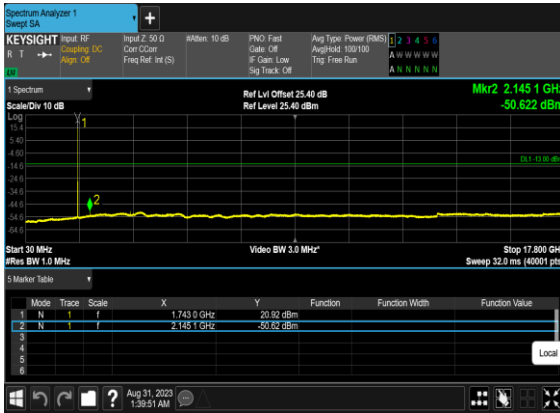 Spectrum Analyzer 1
Swept SA
KEYSIGHT
R T
Input: RF
Coupling: DC
Align: Off
Input Z: 50 Ω
Corr CCorr
Freq Ref: Int (S)
#Atten: 10 dB
PNO: Fast
Gate: Off
IF Gain: Low
Sig Track: Off
Avg Type: Power (RMS)
Avg|Hold: 100/100
Trig: Free Run
1 2 3 4 5 6
A W W W W W
A N N N N N
1 Spectrum
Scale/Div 10 dB
Ref Lvl Offset 25.40 dB
Ref Level 25.40 dBm
Mkr2 2.145 1 GHz
-50.622 dBm
Log
15.4
5.40
-4.60
-14.6
-24.6
-34.6
-44.6
-54.6
-64.6
1
2
DL1 -13.00 dBm
Start 30 MHz
#Res BW 1.0 MHz
Video BW 3.0 MHz*
Stop 17.800 GHz
Sweep 32.0 ms (40001 pts)
5 Marker Table
Mode Trace Scale X Y Function Function Width Function Value
1 N 1 f 1.743 0 GHz 20.92 dBm
2 N 1 f 2.145 1 GHz -50.62 dBm
3
4
5
6
Local
Aug 31, 2023
1:39:51 AM